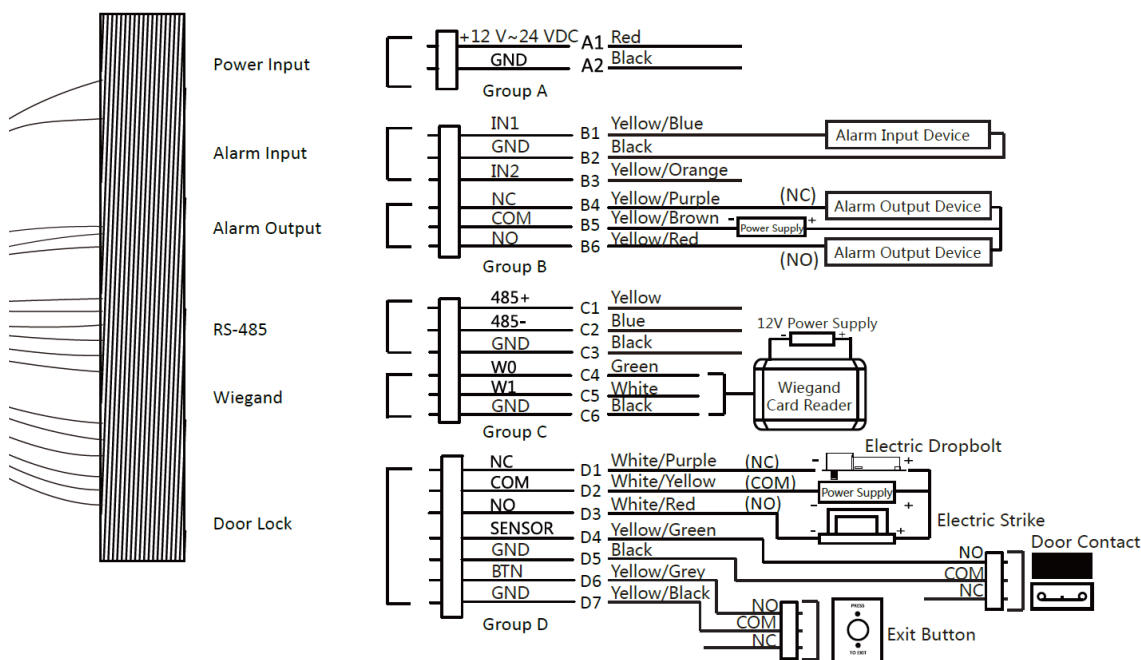 Power Input
+12 V~24 VDC A1 Red
GND A2 Black
Group A
Alarm Input
IN1 B1 Yellow/Blue Alarm Input Device
GND B2 Black
IN2 B3 Yellow/Orange
Alarm Output
NC B4 Yellow/Purple (NC) Alarm Output Device
COM B5 Yellow/Brown - Power Supply +
NO B6 Yellow/Red (NO) Alarm Output Device
Group B
RS-485
485+ C1 Yellow
485- C2 Blue
GND C3 Black
12V Power Supply
- +
Wiegand
W0 C4 Green
W1 C5 White
GND C6 Black
Wiegand
Card Reader
Group C
Door Lock
Electric Dropbolt
NC D1 White/Purple (NC) - +
COM D2 White/Yellow (COM) Power Supply
- +
NO D3 White/Red (NO) - +
Electric Strike
SENSOR D4 Yellow/Green
GND D5 Black
BTN D6 Yellow/Grey
GND D7 Yellow/Black
Group D
Door Contact
NO
COM
NC
NO
COM
NC
PRESS
TO EXIT
Exit Button